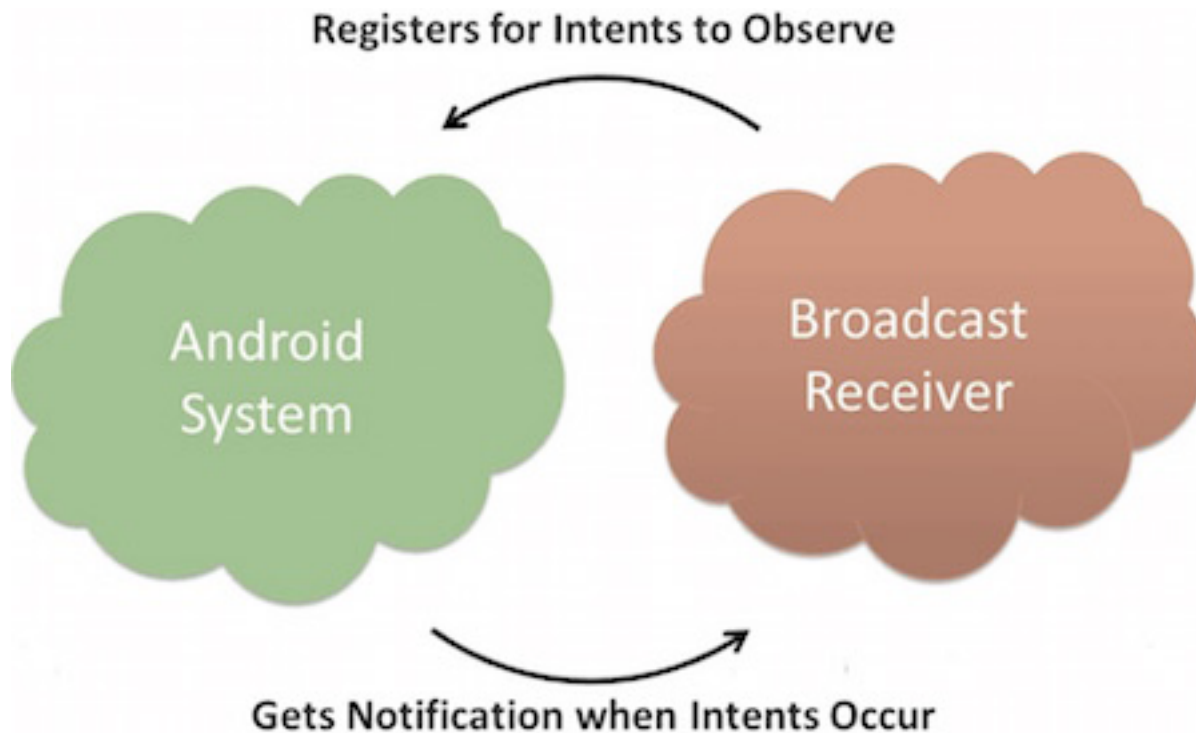 Registers for Intents to Observe
Android
System
Broadcast
Receiver
Gets Notification when Intents Occur